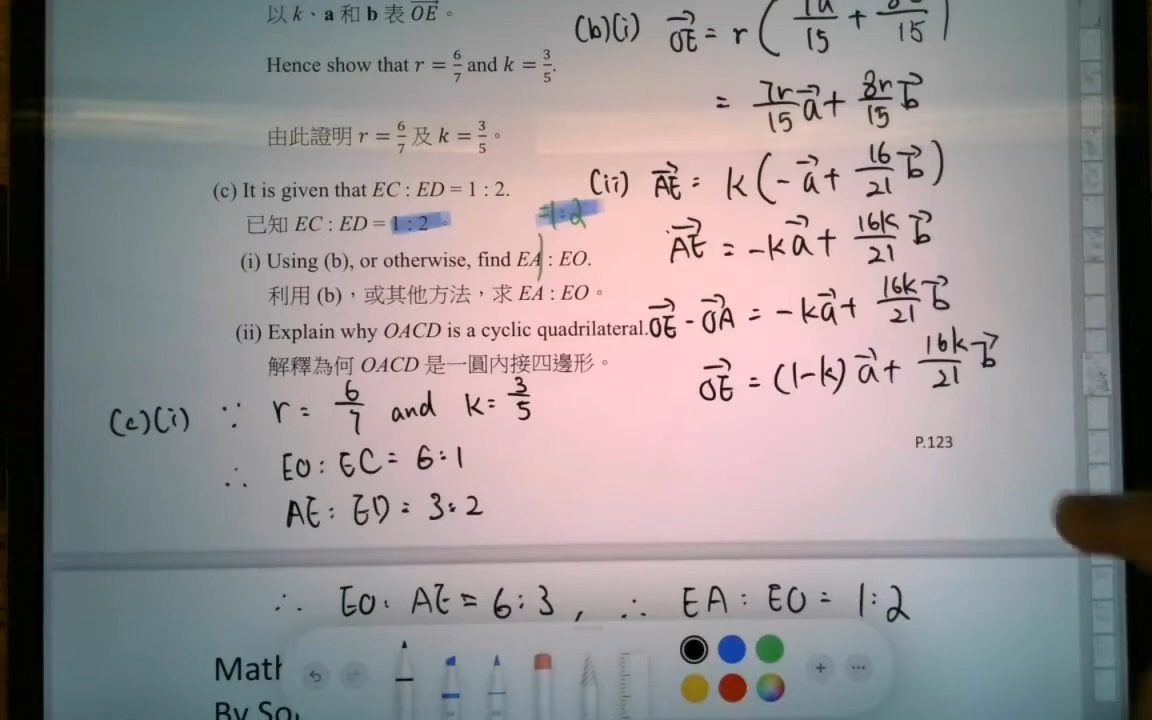 以 k、a 和 b 表 OE⃗。
Hence show that r = 6/7 and k = 3/5.
由此證明 r = 6/7 及 k = 3/5。
(c) It is given that EC : ED = 1 : 2.
已知 EC : ED = 1 : 2。
=1:2
(i) Using (b), or otherwise, find EA : EO.
利用 (b)，或其他方法，求 EA : EO。
(ii) Explain why OACD is a cyclic quadrilateral.
解釋為何 OACD 是一圓內接四邊形。
(b)(i) OE⃗ = r ( /15 + /15 )
= 7r/15 a⃗ + 8r/15 b⃗
(ii) AE⃗ = k(-a⃗ + 16/21 b⃗)
AE⃗ = -ka⃗ + 16k/21 b⃗
OE⃗ - OA⃗ = -ka⃗ + 16k/21 b⃗
OE⃗ = (1-k) a⃗ + 16k/21 b⃗
P.123
(c)(i) ∵ r = 6/7 and k = 3/5
∴ EO : EC = 6 : 1
AE : ED = 3 : 2
∴ EO : AE = 6 : 3 , ∴ EA : EO = 1 : 2
Math